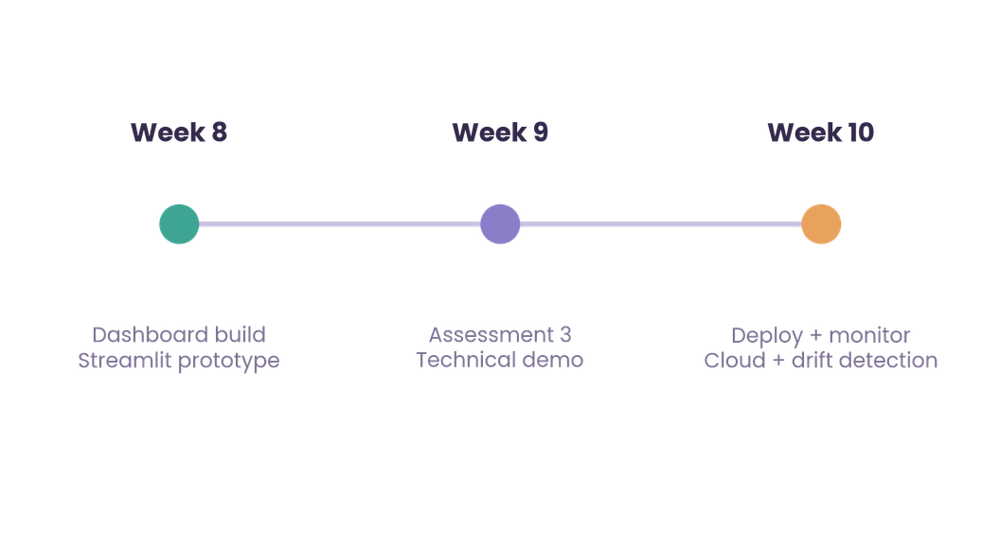 Week 8
Week 9
Week 10
Dashboard build
Streamlit prototype
Assessment 3
Technical demo
Deploy + monitor
Cloud + drift detection